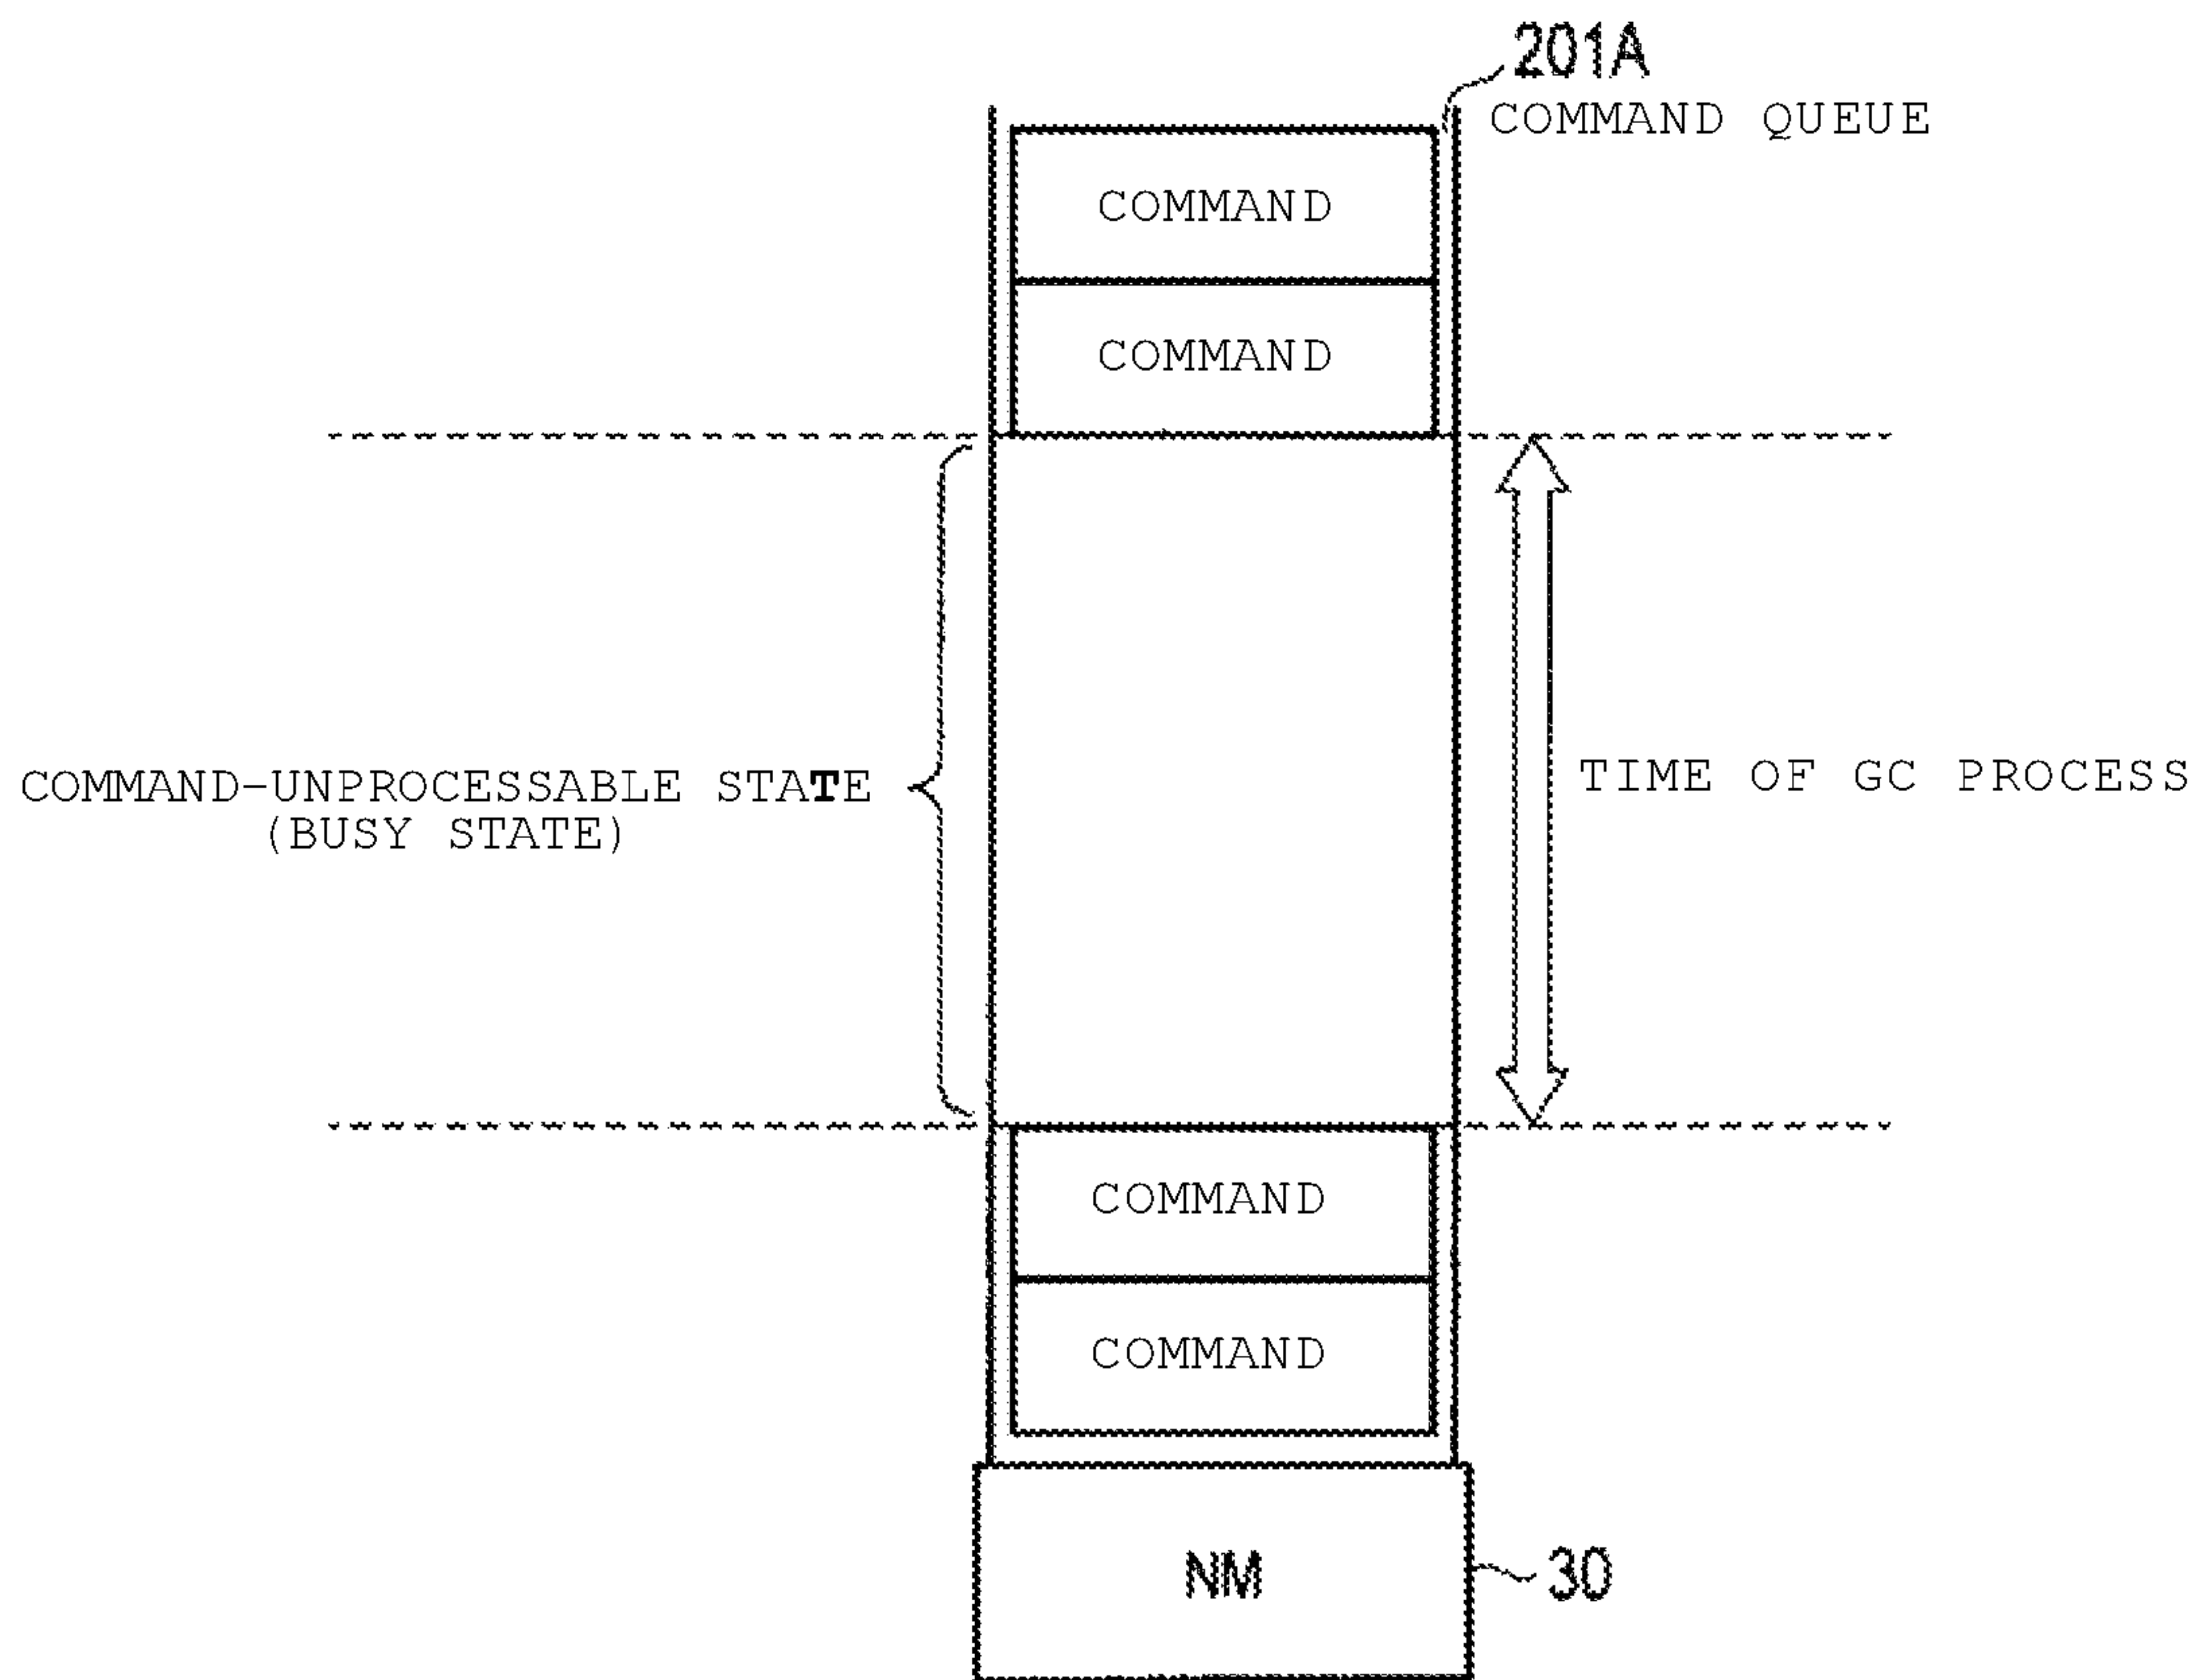 201A
COMMAND QUEUE
COMMAND
COMMAND
COMMAND-UNPROCESSABLE STATE
(BUSY STATE)
TIME OF GC PROCESS
COMMAND
COMMAND
NM
30